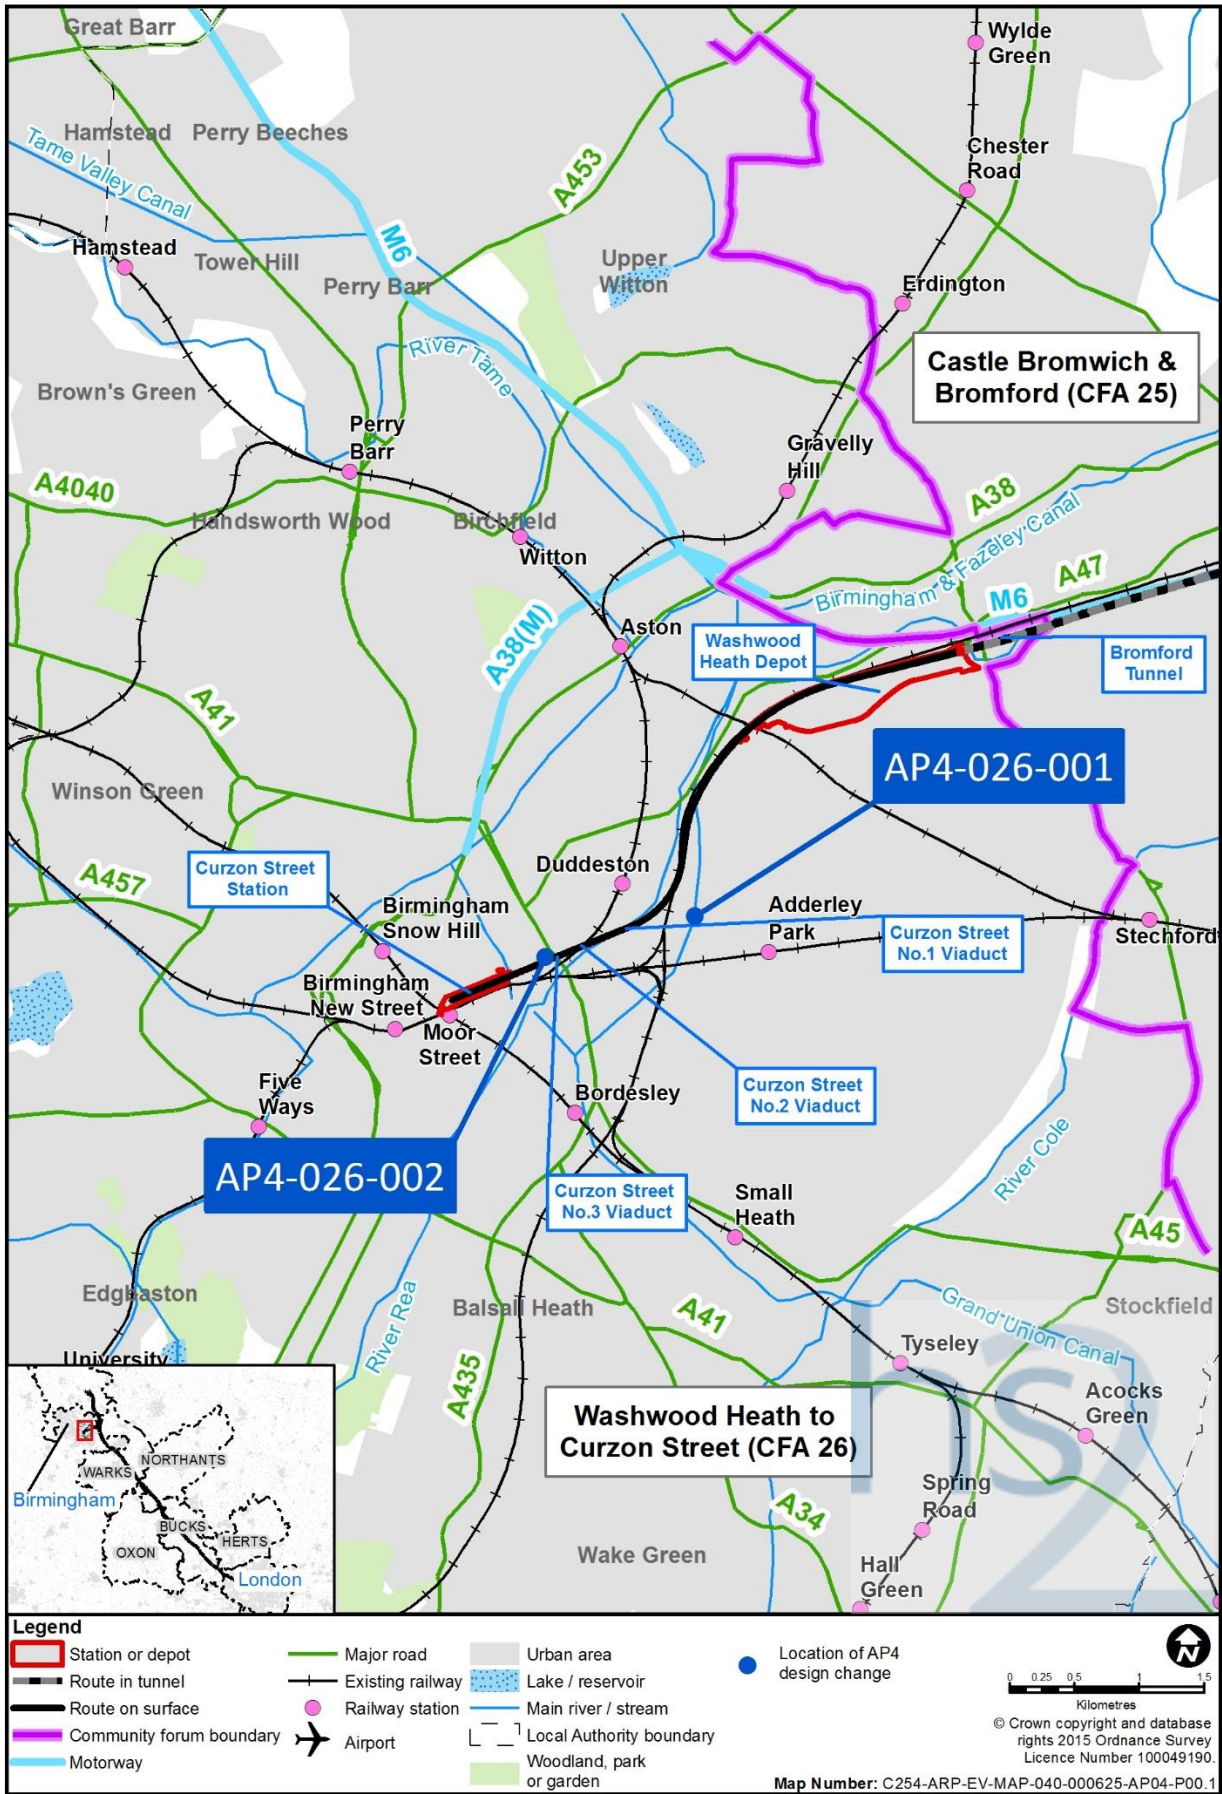 Great Barr
Wylde
Green
Hamstead
Perry Beeches
Tame Valley Canal
A453
Chester
Road
M6
Hamstead
Tower Hill
Perry Barr
Upper
Witton
Erdington
River Tame
Castle Bromwich &
Bromford (CFA 25)
Brown's Green
Perry
Barr
Gravelly
Hill
A4040
A38
Handsworth Wood
Birchfield
Witton
Birmingham & Fazeley Canal
A47
M6
A38(M)
Aston
Washwood
Heath Depot
Bromford
Tunnel
A41
AP4-026-001
Winson Green
Curzon Street
Station
Duddeston
A457
Birmingham
Snow Hill
Adderley
Park
Curzon Street
No.1 Viaduct
Stechford
Birmingham
New Street
Moor
Street
Five
Ways
Bordesley
Curzon Street
No.2 Viaduct
AP4-026-002
Curzon Street
No.3 Viaduct
Small
Heath
River Cole
A45
Edgbaston
River Rea
Balsall Heath
A41
Grand Union Canal
Stockfield
University
A435
Tyseley
hs2
Acocks
Green
Washwood Heath to
Curzon Street (CFA 26)
Spring
Road
A34
Wake Green
Hall
Green
NORTHANTS
WARKS
Birmingham
BUCKS
HERTS
OXON
London
Legend
Station or depot
Route in tunnel
Route on surface
Community forum boundary
Motorway
Major road
Existing railway
Railway station
Airport
Urban area
Lake / reservoir
Main river / stream
Local Authority boundary
Woodland, park
or garden
Location of AP4
design change
N
0 0.25 0.5 1 1.5
Kilometres
© Crown copyright and database
rights 2015 Ordnance Survey
Licence Number 100049190.
Map Number: C254-ARP-EV-MAP-040-000625-AP04-P00.1